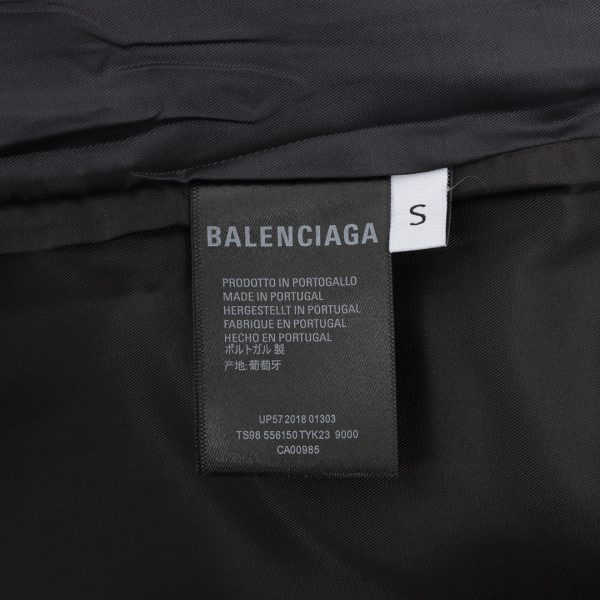 BALENCIAGA
S
PRODOTTO IN PORTOGALLO
MADE IN PORTUGAL
HERGESTELLT IN PORTUGAL
FABRIQUE EN PORTUGAL
HECHO EN PORTUGAL
ポルトガル 製
产地:葡萄牙
UP57 2018 01303
TS98 556150 TYK23 9000
CA00985